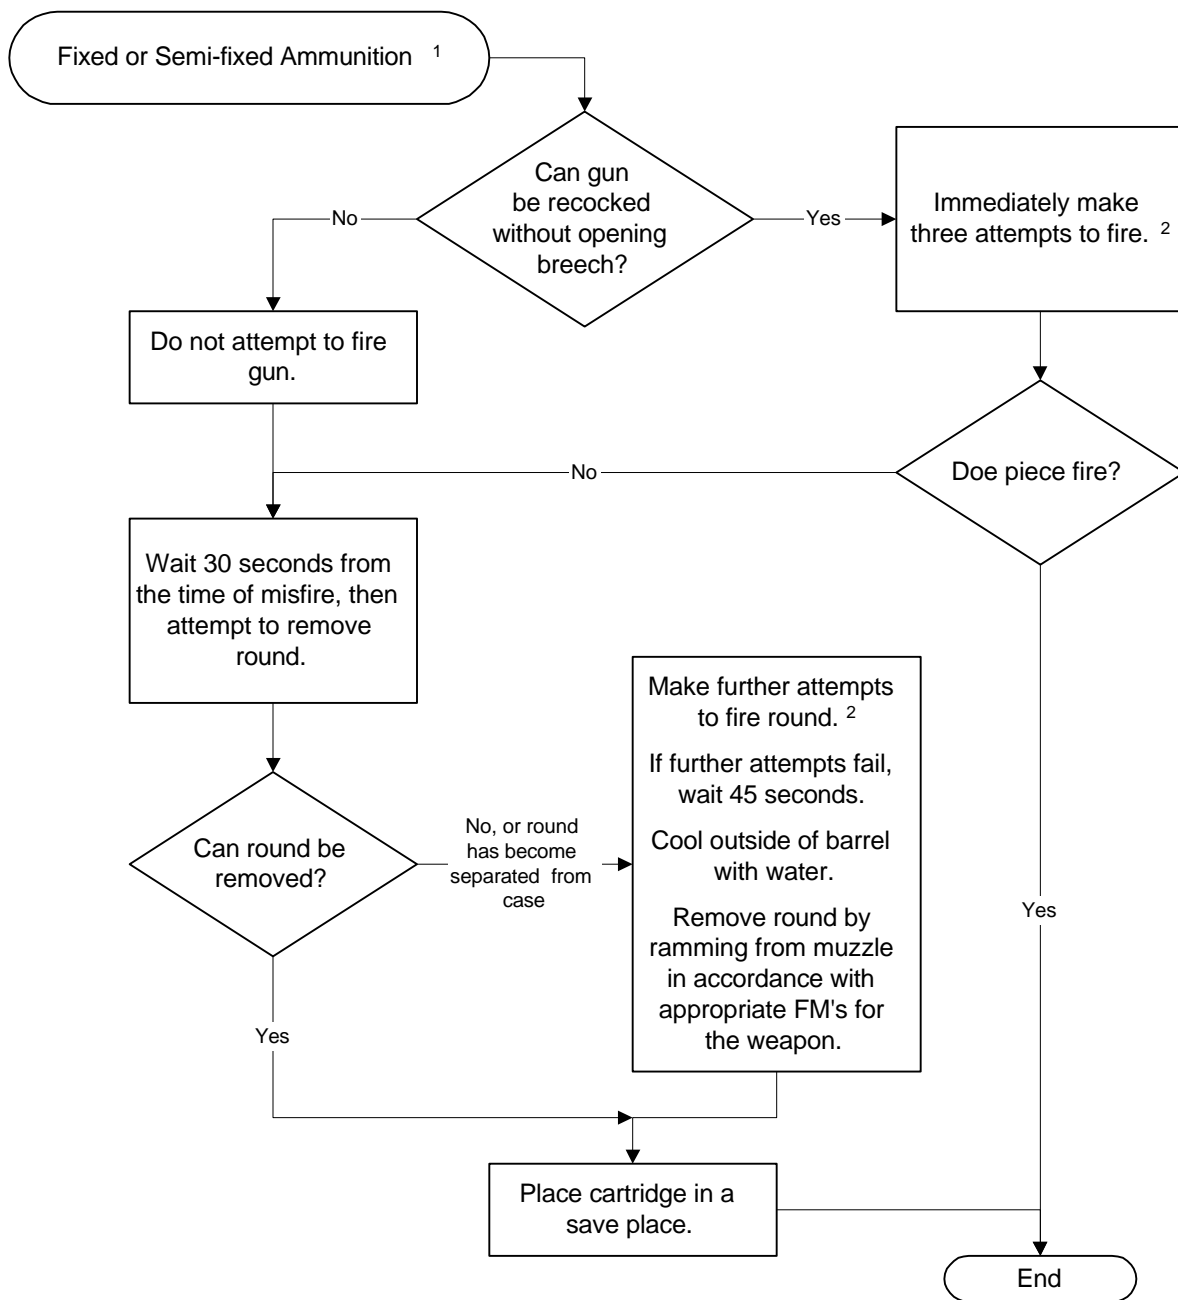 Fixed or Semi-fixed Ammunition 1
Can gun
be recocked
without opening
breech?
No
Yes
Immediately make
three attempts to fire. 2
Do not attempt to fire
gun.
No
Doe piece fire?
Wait 30 seconds from
the time of misfire, then
attempt to remove
round.
Make further attempts
to fire round. 2
If further attempts fail,
wait 45 seconds.
Cool outside of barrel
with water.
Remove round by
ramming from muzzle
in accordance with
appropriate FM's for
the weapon.
Can round be
removed?
No, or round
has become
separated from
case
Yes
Yes
Place cartridge in a
save place.
End